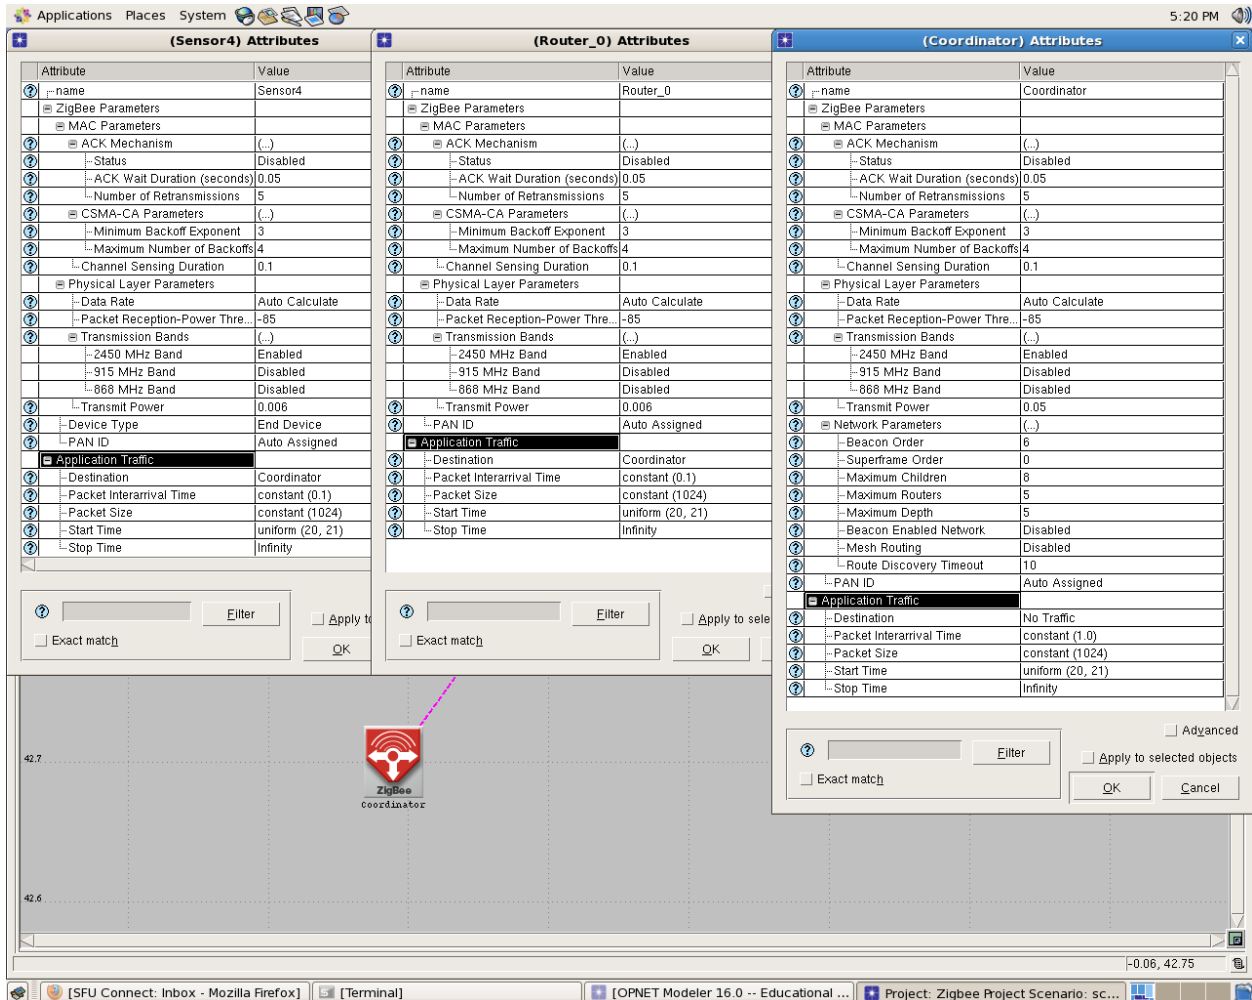 Applications Places System 5:20 PM
(Sensor4) Attributes
Attribute Value
name Sensor4
ZigBee Parameters
MAC Parameters
ACK Mechanism (...)
Status Disabled
ACK Wait Duration (seconds) 0.05
Number of Retransmissions 5
CSMA-CA Parameters (...)
Minimum Backoff Exponent 3
Maximum Number of Backoffs 4
Channel Sensing Duration 0.1
Physical Layer Parameters
Data Rate Auto Calculate
Packet Reception-Power Thre... -85
Transmission Bands (...)
2450 MHz Band Enabled
915 MHz Band Disabled
868 MHz Band Disabled
Transmit Power 0.006
Device Type End Device
PAN ID Auto Assigned
Application Traffic
Destination Coordinator
Packet Interarrival Time constant (0.1)
Packet Size constant (1024)
Start Time uniform (20, 21)
Stop Time Infinity
Filter
Apply to
Exact match
OK
(Router_0) Attributes
Attribute Value
name Router_0
ZigBee Parameters
MAC Parameters
ACK Mechanism (...)
Status Disabled
ACK Wait Duration (seconds) 0.05
Number of Retransmissions 5
CSMA-CA Parameters (...)
Minimum Backoff Exponent 3
Maximum Number of Backoffs 4
Channel Sensing Duration 0.1
Physical Layer Parameters
Data Rate Auto Calculate
Packet Reception-Power Thre... -85
Transmission Bands (...)
2450 MHz Band Enabled
915 MHz Band Disabled
868 MHz Band Disabled
Transmit Power 0.006
PAN ID Auto Assigned
Application Traffic
Destination Coordinator
Packet Interarrival Time constant (0.1)
Packet Size constant (1024)
Start Time uniform (20, 21)
Stop Time Infinity
Filter
Apply to sele
Exact match
OK
(Coordinator) Attributes
Attribute Value
name Coordinator
ZigBee Parameters
MAC Parameters
ACK Mechanism (...)
Status Disabled
ACK Wait Duration (seconds) 0.05
Number of Retransmissions 5
CSMA-CA Parameters (...)
Minimum Backoff Exponent 3
Maximum Number of Backoffs 4
Channel Sensing Duration 0.1
Physical Layer Parameters
Data Rate Auto Calculate
Packet Reception-Power Thre... -85
Transmission Bands (...)
2450 MHz Band Enabled
915 MHz Band Disabled
868 MHz Band Disabled
Transmit Power 0.05
Network Parameters (...)
Beacon Order 6
Superframe Order 0
Maximum Children 8
Maximum Routers 5
Maximum Depth 5
Beacon Enabled Network Disabled
Mesh Routing Disabled
Route Discovery Timeout 10
PAN ID Auto Assigned
Application Traffic
Destination No Traffic
Packet Interarrival Time constant (1.0)
Packet Size constant (1024)
Start Time uniform (20, 21)
Stop Time Infinity
Advanced
Filter
Apply to selected objects
Exact match
OK Cancel
42.7
ZigBee
Coordinator
42.6
-0.06, 42.75
[SFU Connect: Inbox - Mozilla Firefox] [Terminal] [OPNET Modeler 16.0 -- Educational ... Project: Zigbee Project Scenario: sc...